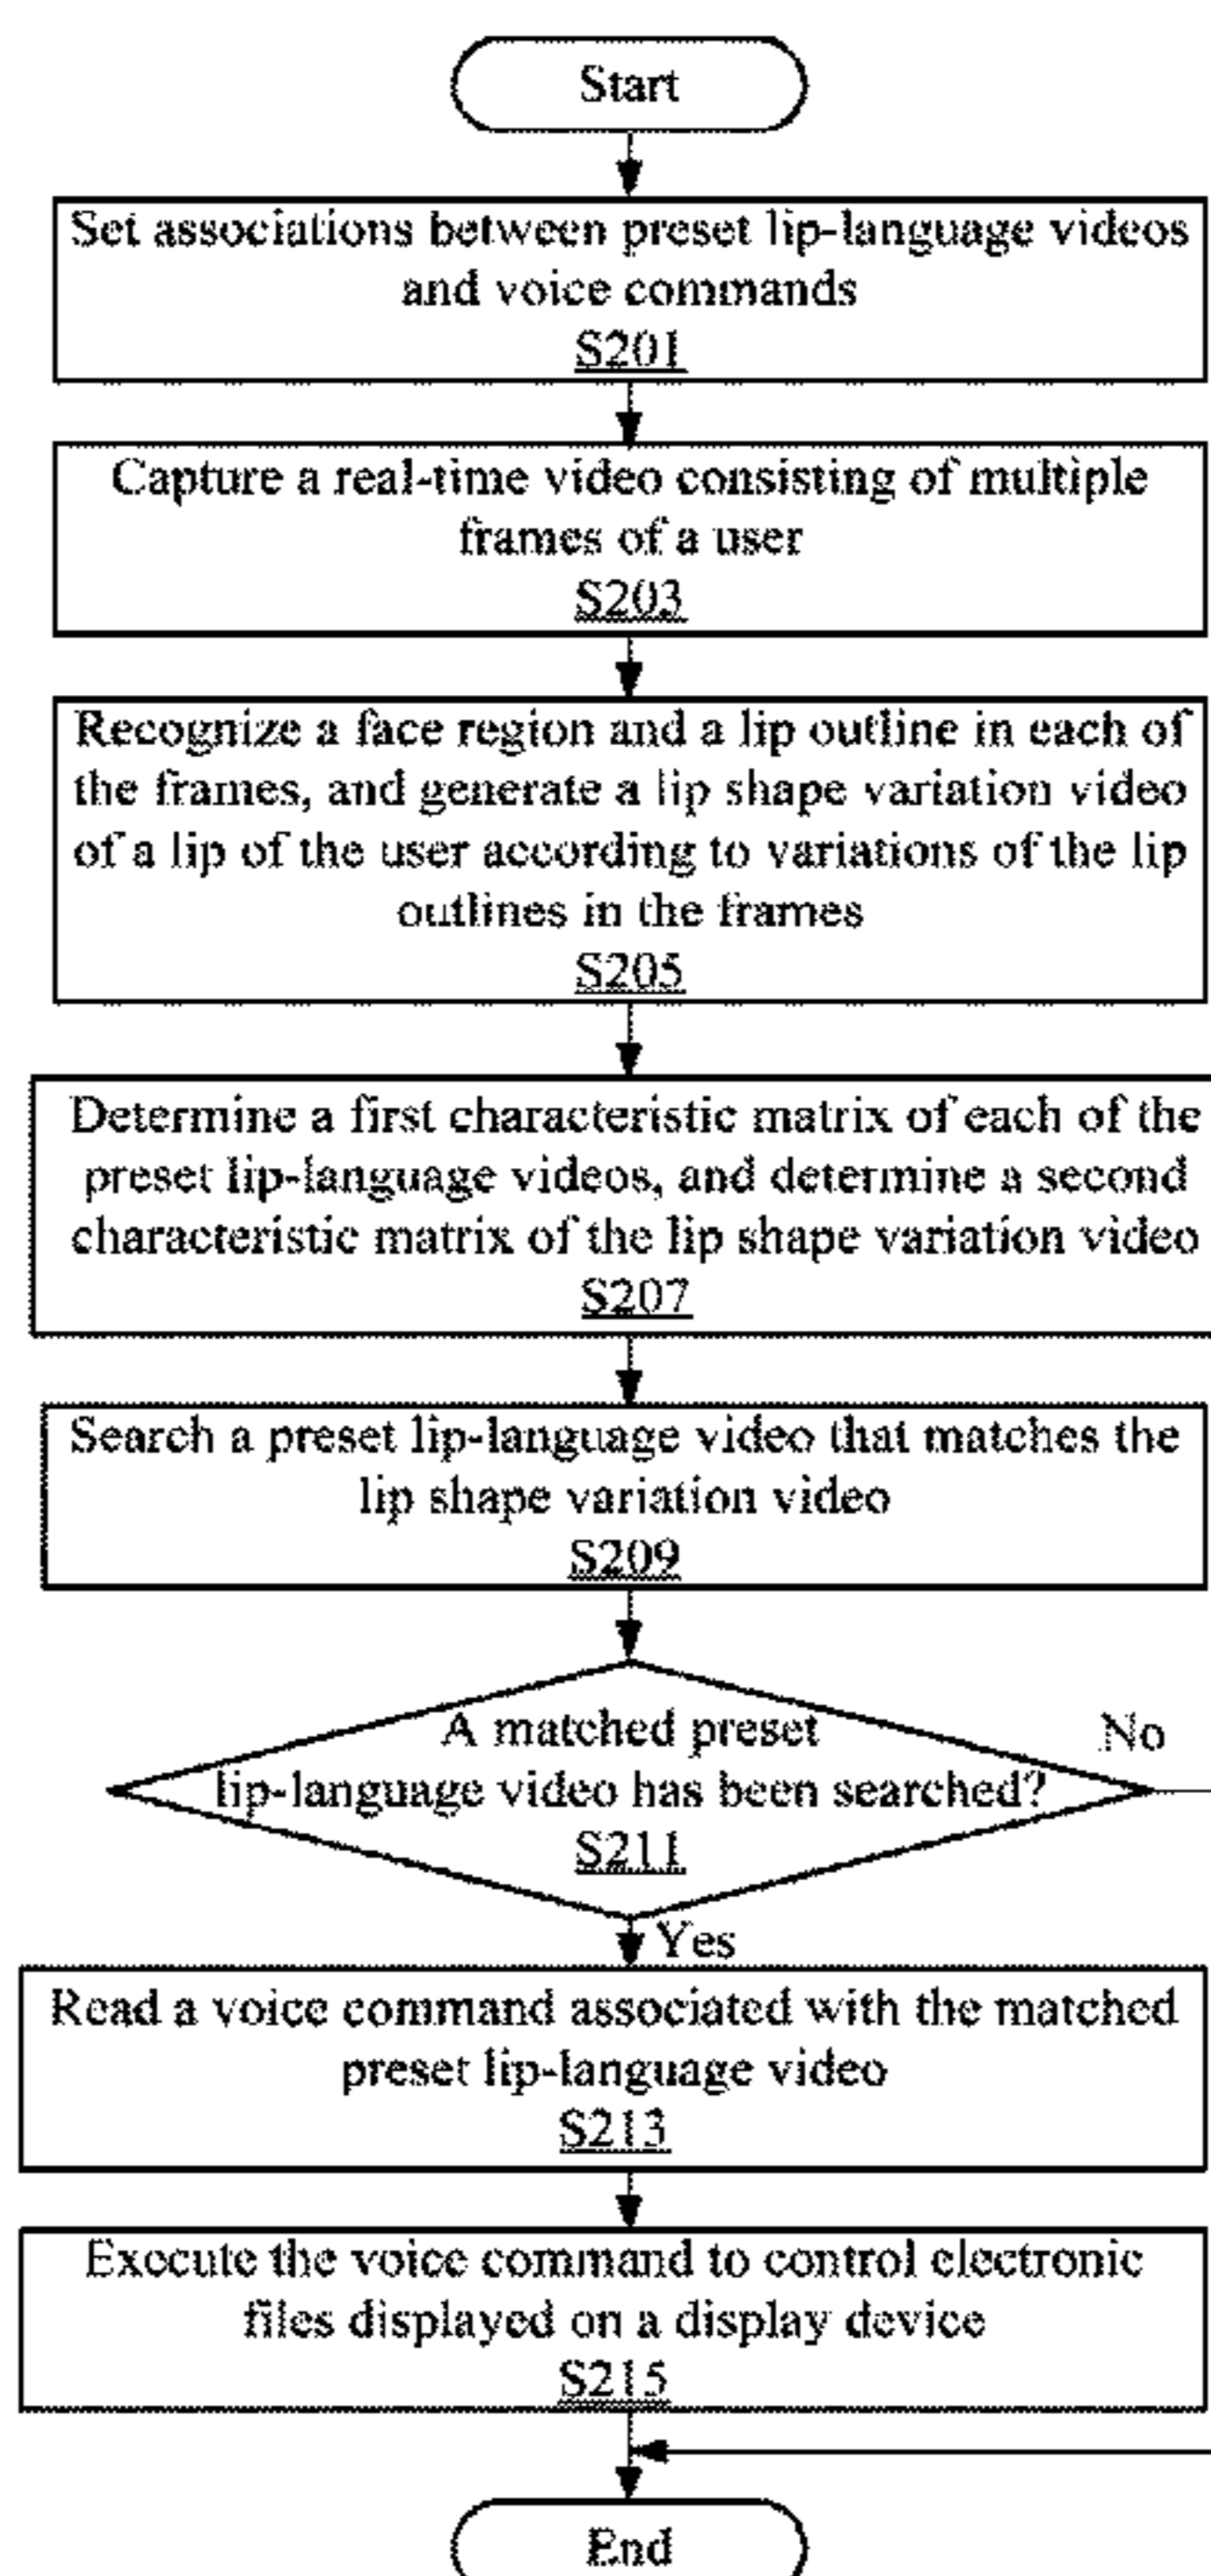 Start
Set associations between preset lip-language videos
and voice commands
S201
Capture a real-time video consisting of multiple
frames of a user
S203
Recognize a face region and a lip outline in each of
the frames, and generate a lip shape variation video
of a lip of the user according to variations of the lip
outlines in the frames
S205
Determine a first characteristic matrix of each of the
preset lip-language videos, and determine a second
characteristic matrix of the lip shape variation video
S207
Search a preset lip-language video that matches the
lip shape variation video
S209
A matched preset
lip-language video has been searched?
S211
No
Yes
Read a voice command associated with the matched
preset lip-language video
S213
Execute the voice command to control electronic
files displayed on a display device
S215
End